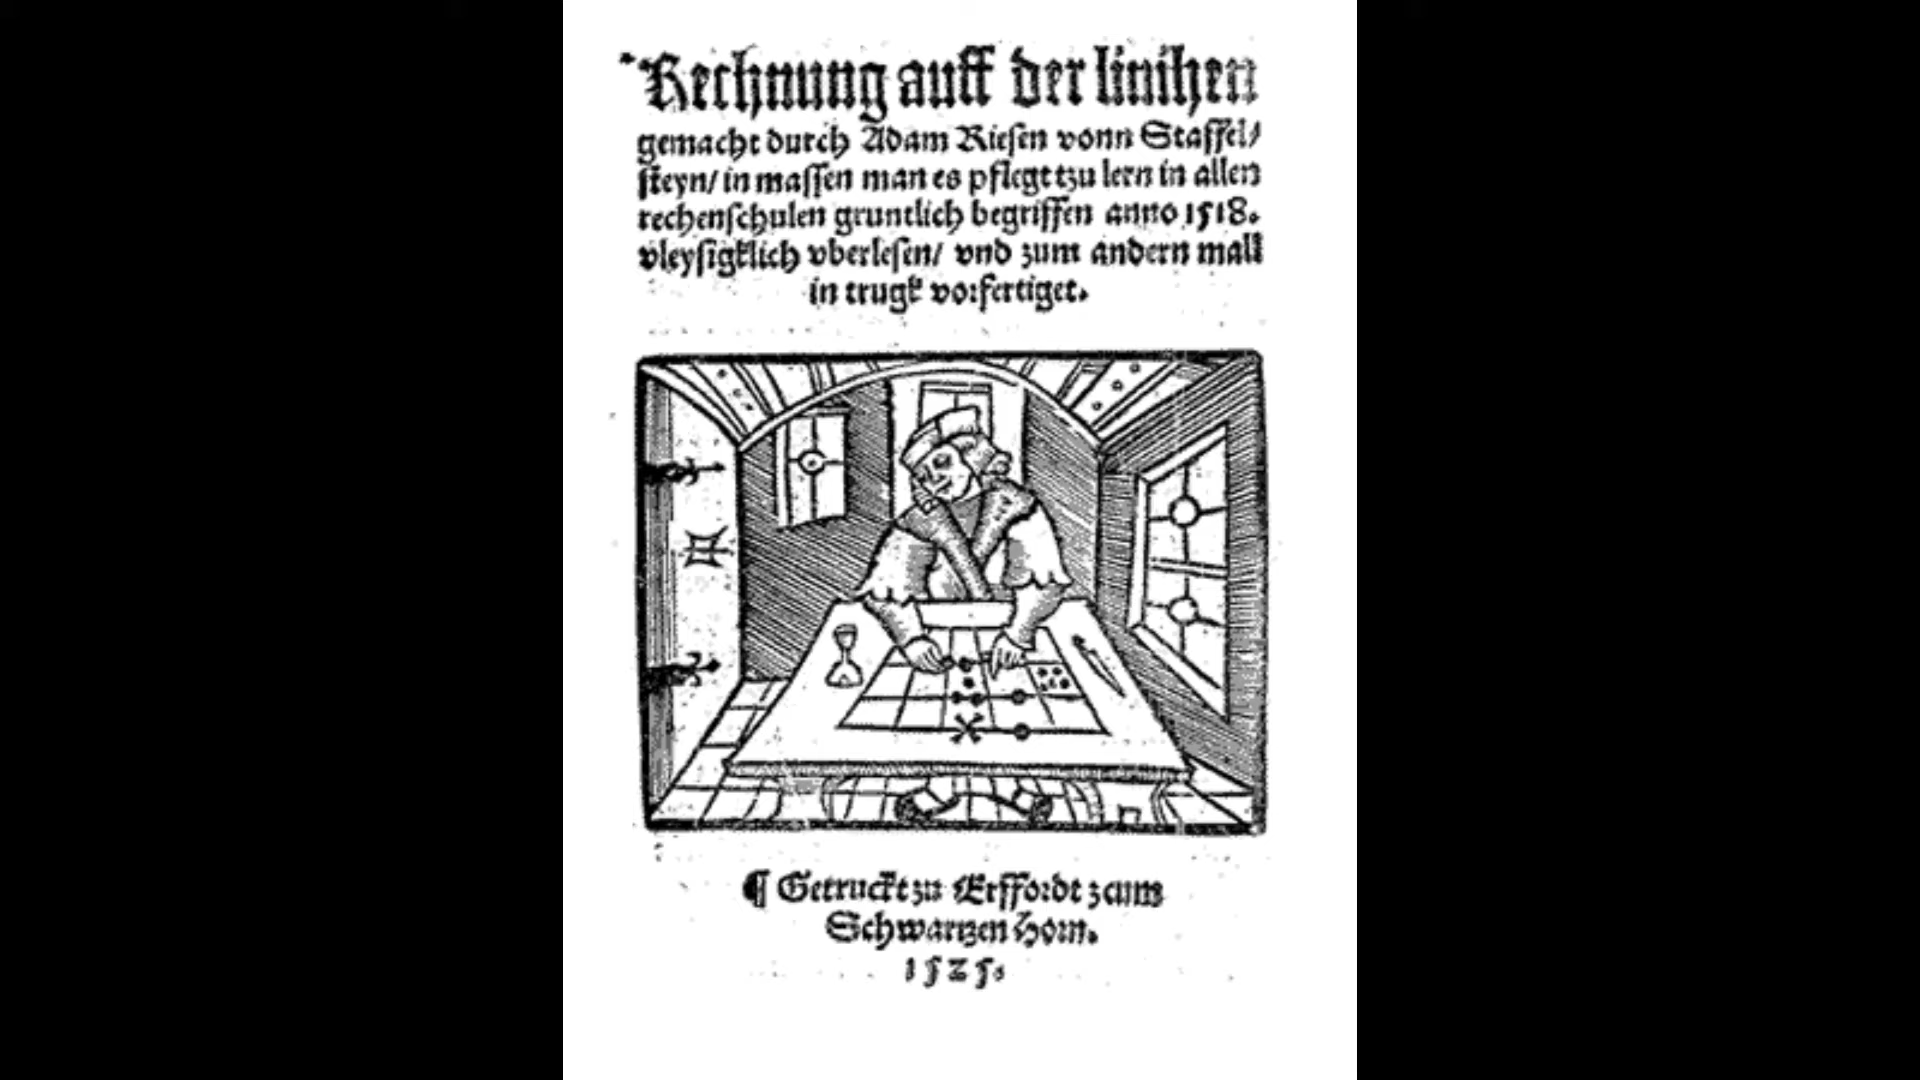 Rechnung auff der linihen
gemacht durch Adam Riesen vonn Staffel/
steyn/ in massen man es pflegt tzu lern in allen
rechenschulen gruntlich begriffen anno 1518.
vleysigklich vberlesen/ vnd zum andern mall
in trugk vorfertiget.
¶ Getruckt zu Erffordt zcum
Schwartzen Horn.
1525.